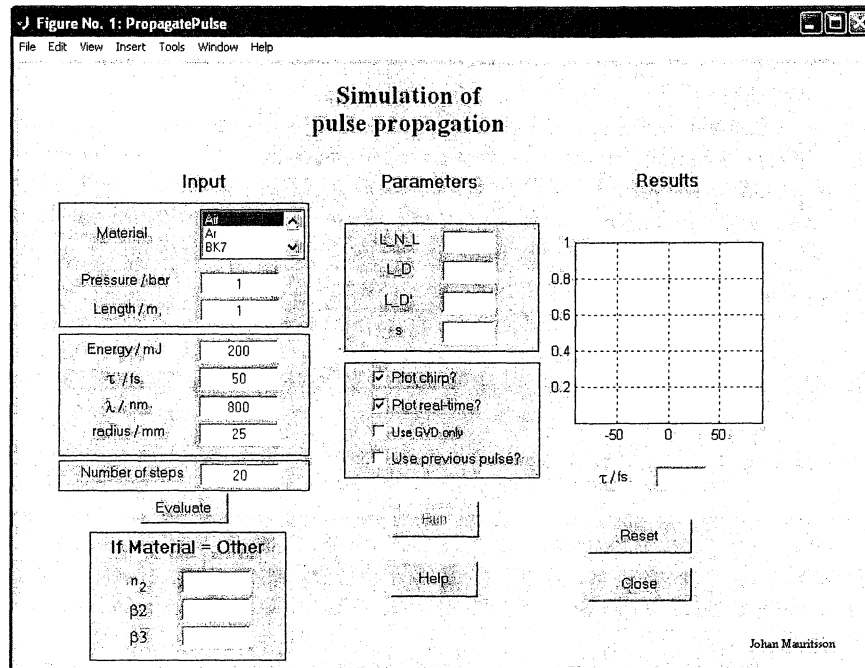 Figure No. 1: PropagatePulse
File Edit View Insert Tools Window Help
Simulation of
pulse propagation
Input
Parameters
Results
Material
Air
Ar
BK7
Pressure / bar 1
Length / m, 1
Energy / mJ 200
τ / fs 50
λ / nm 800
radius / mm 25
Number of steps 20
Evaluate
If Material = Other
n2
β2
β3
L_N_L
L_D
L_D'
s
Plot chirp?
Plot real-time?
Use GVD only
Use previous pulse?
Run
Help
1
0.8
0.6
0.4
0.2
-50 0 50
τ / fs
Reset
Close
Johan Mauritsson